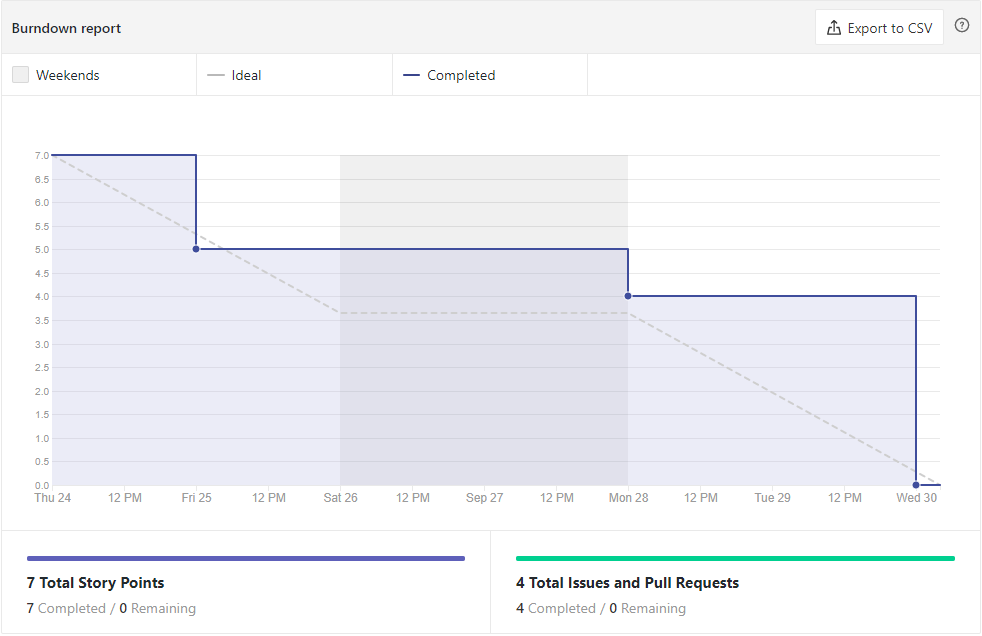 Burndown report
Export to CSV
?
Weekends
Ideal
Completed
7.0
6.5
6.0
5.5
5.0
4.5
4.0
3.5
3.0
2.5
2.0
1.5
1.0
0.5
0.0
Thu 24 12 PM Fri 25 12 PM Sat 26 12 PM Sep 27 12 PM Mon 28 12 PM Tue 29 12 PM Wed 30
7 Total Story Points
7 Completed / 0 Remaining
4 Total Issues and Pull Requests
4 Completed / 0 Remaining